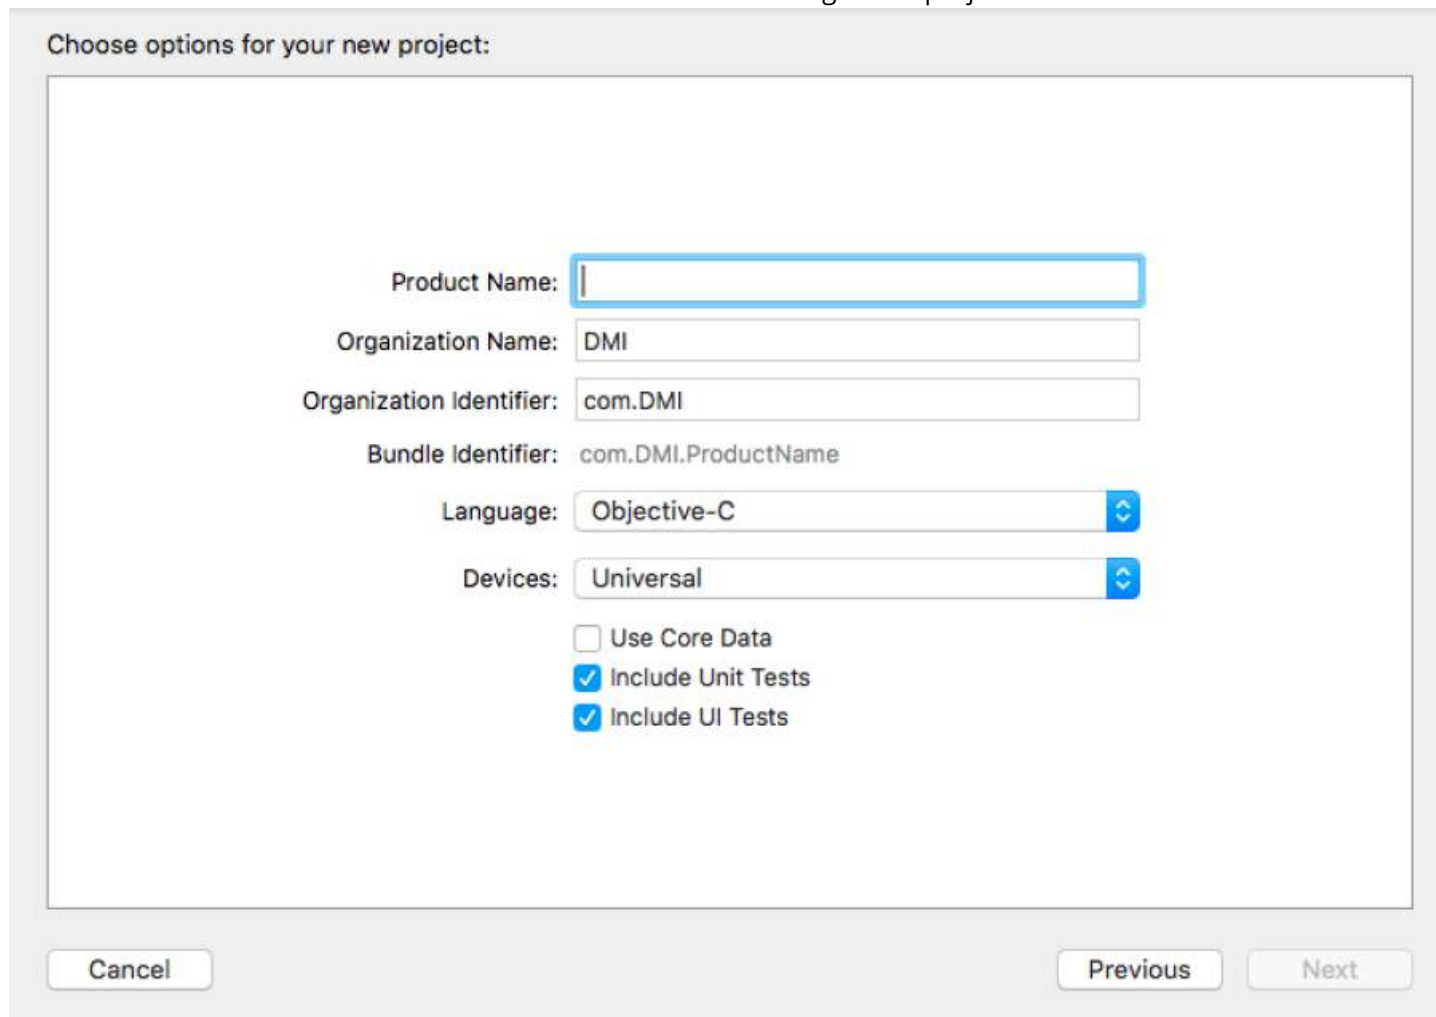 Choose options for your new project:
Product Name:
Organization Name: DMI
Organization Identifier: com.DMI
Bundle Identifier: com.DMI.ProductName
Language: Objective-C
Devices: Universal
Use Core Data
Include Unit Tests
Include UI Tests
Cancel Previous Next